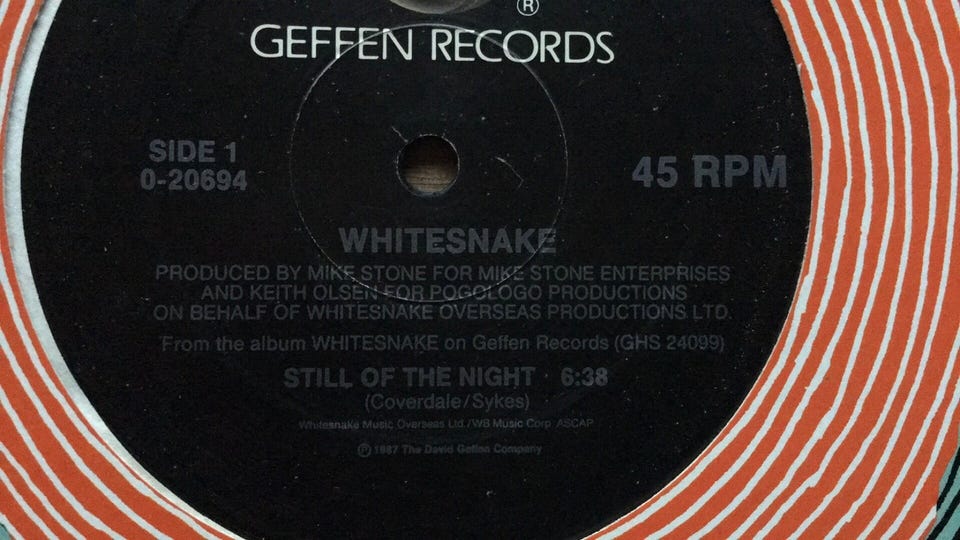 ®
GEFFEN RECORDS
SIDE 1
0-20694
45 RPM
WHITESNAKE
PRODUCED BY MIKE STONE FOR MIKE STONE ENTERPRISES
AND KEITH OLSEN FOR POGOLOGO PRODUCTIONS
ON BEHALF OF WHITESNAKE OVERSEAS PRODUCTIONS LTD.
From the album WHITESNAKE on Geffen Records (GHS 24099)
STILL OF THE NIGHT · 6:38
(Coverdale/Sykes)
Whitesnake Music Overseas Ltd./WB Music Corp. ASCAP
℗ 1987 The David Geffen Company